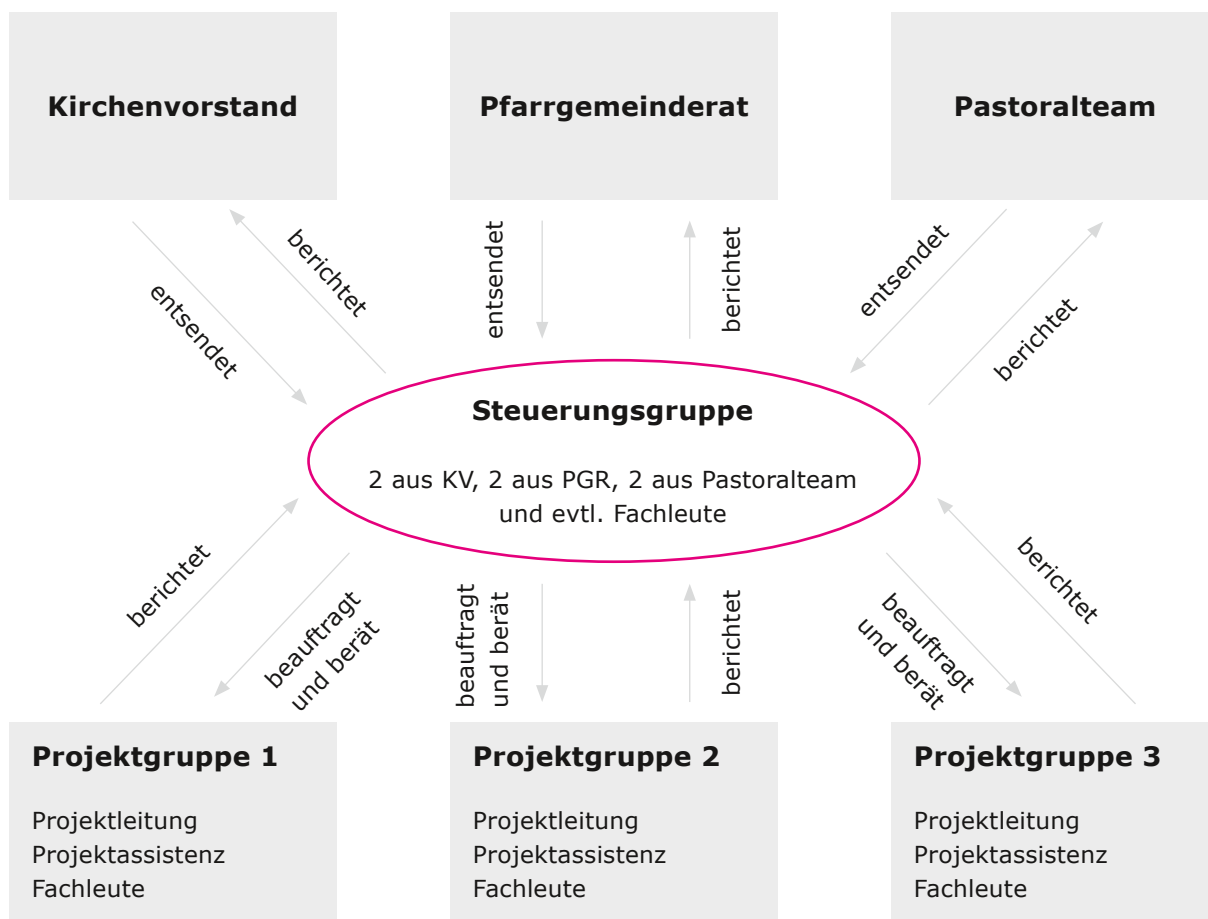 Kirchenvorstand
Pfarrgemeinderat
Pastoralteam
entsendet
berichtet
entsendet
berichtet
entsendet
berichtet
Steuerungsgruppe
2 aus KV, 2 aus PGR, 2 aus Pastoralteam
und evtl. Fachleute
berichtet
beauftragt
und berät
beauftragt
und berät
berichtet
beauftragt
und berät
berichtet
Projektgruppe 1
Projektleitung
Projektassistenz
Fachleute
Projektgruppe 2
Projektleitung
Projektassistenz
Fachleute
Projektgruppe 3
Projektleitung
Projektassistenz
Fachleute